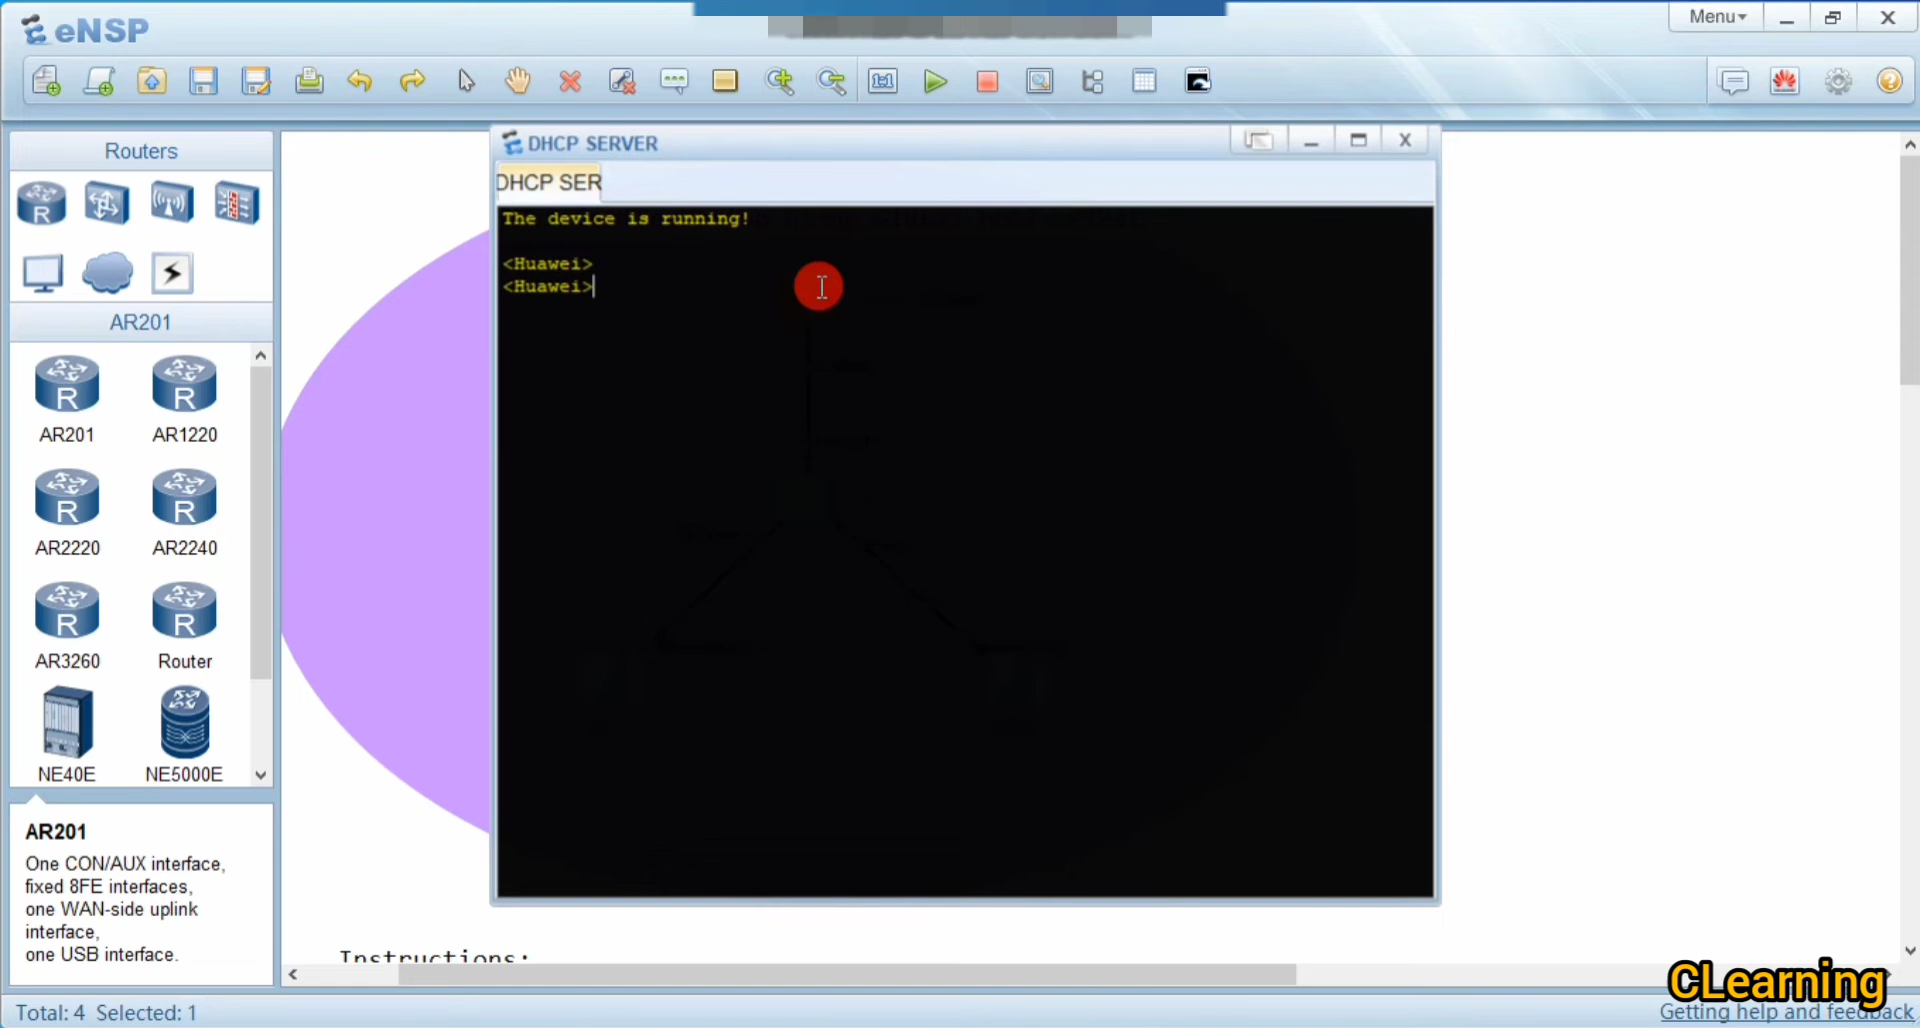 eNSP
Menu
Routers
AR201
AR201
AR1220
AR2220
AR2240
AR3260
Router
NE40E
NE5000E
AR201
One CON/AUX interface,
fixed 8FE interfaces,
one WAN-side uplink
interface,
one USB interface.
DHCP SERVER
DHCP SER
The device is running!
<Huawei>
<Huawei>
Instructions:
CLearning
Total: 4 Selected: 1
Getting help and feedback